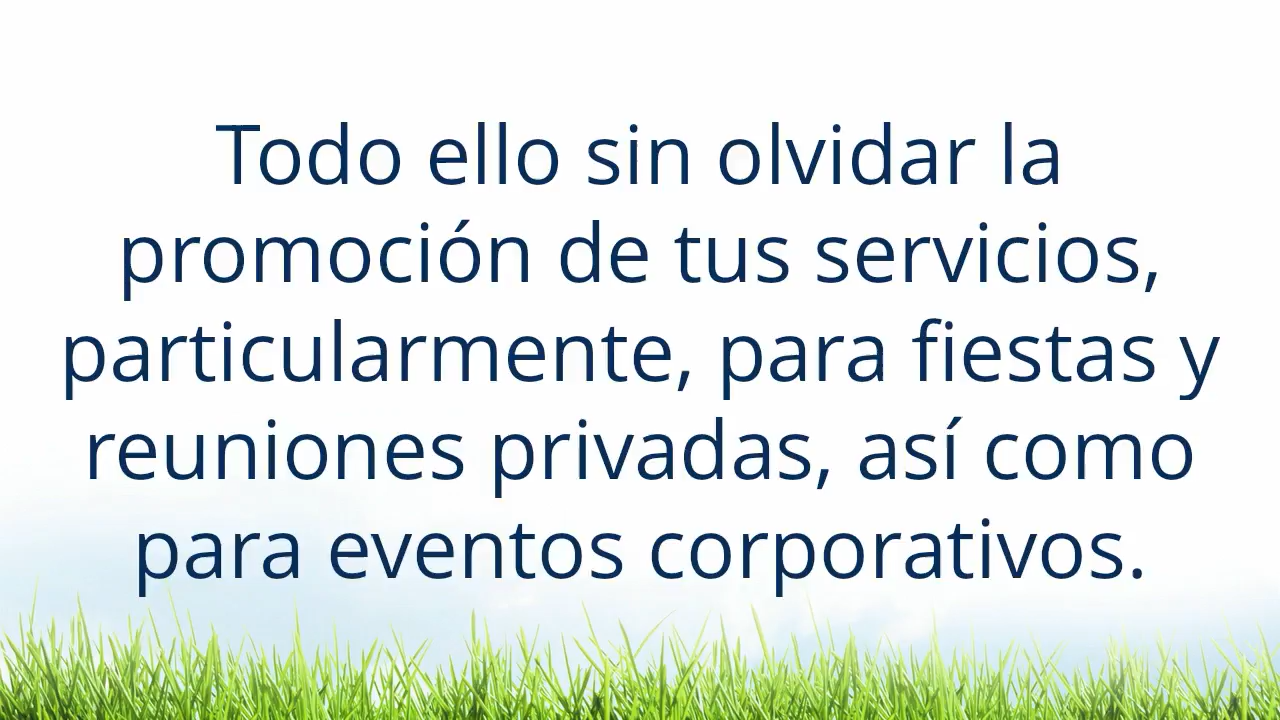 Todo ello sin olvidar la
promoción de tus servicios,
particularmente, para fiestas y
reuniones privadas, así como
para eventos corporativos.